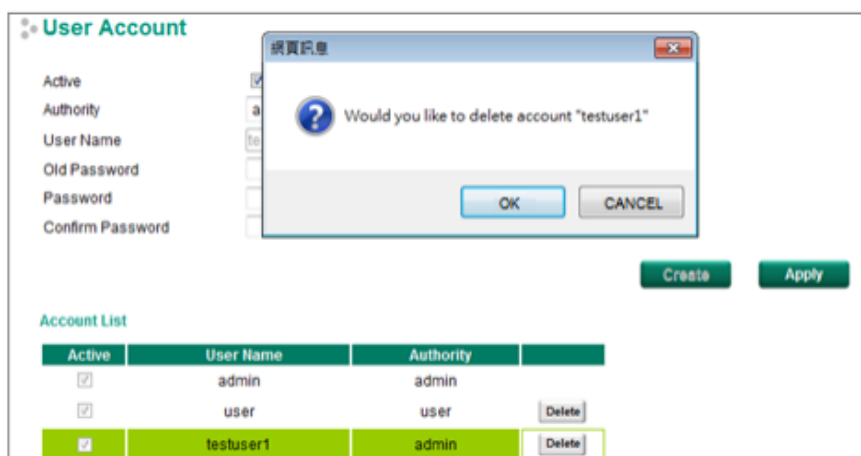 User Account
網頁訊息
Would you like to delete account "testuser1"
OK CANCEL
Active
Authority a
User Name te
Old Password
Password
Confirm Password
Create Apply
Account List
Active User Name Authority
admin admin
user user Delete
testuser1 admin Delete